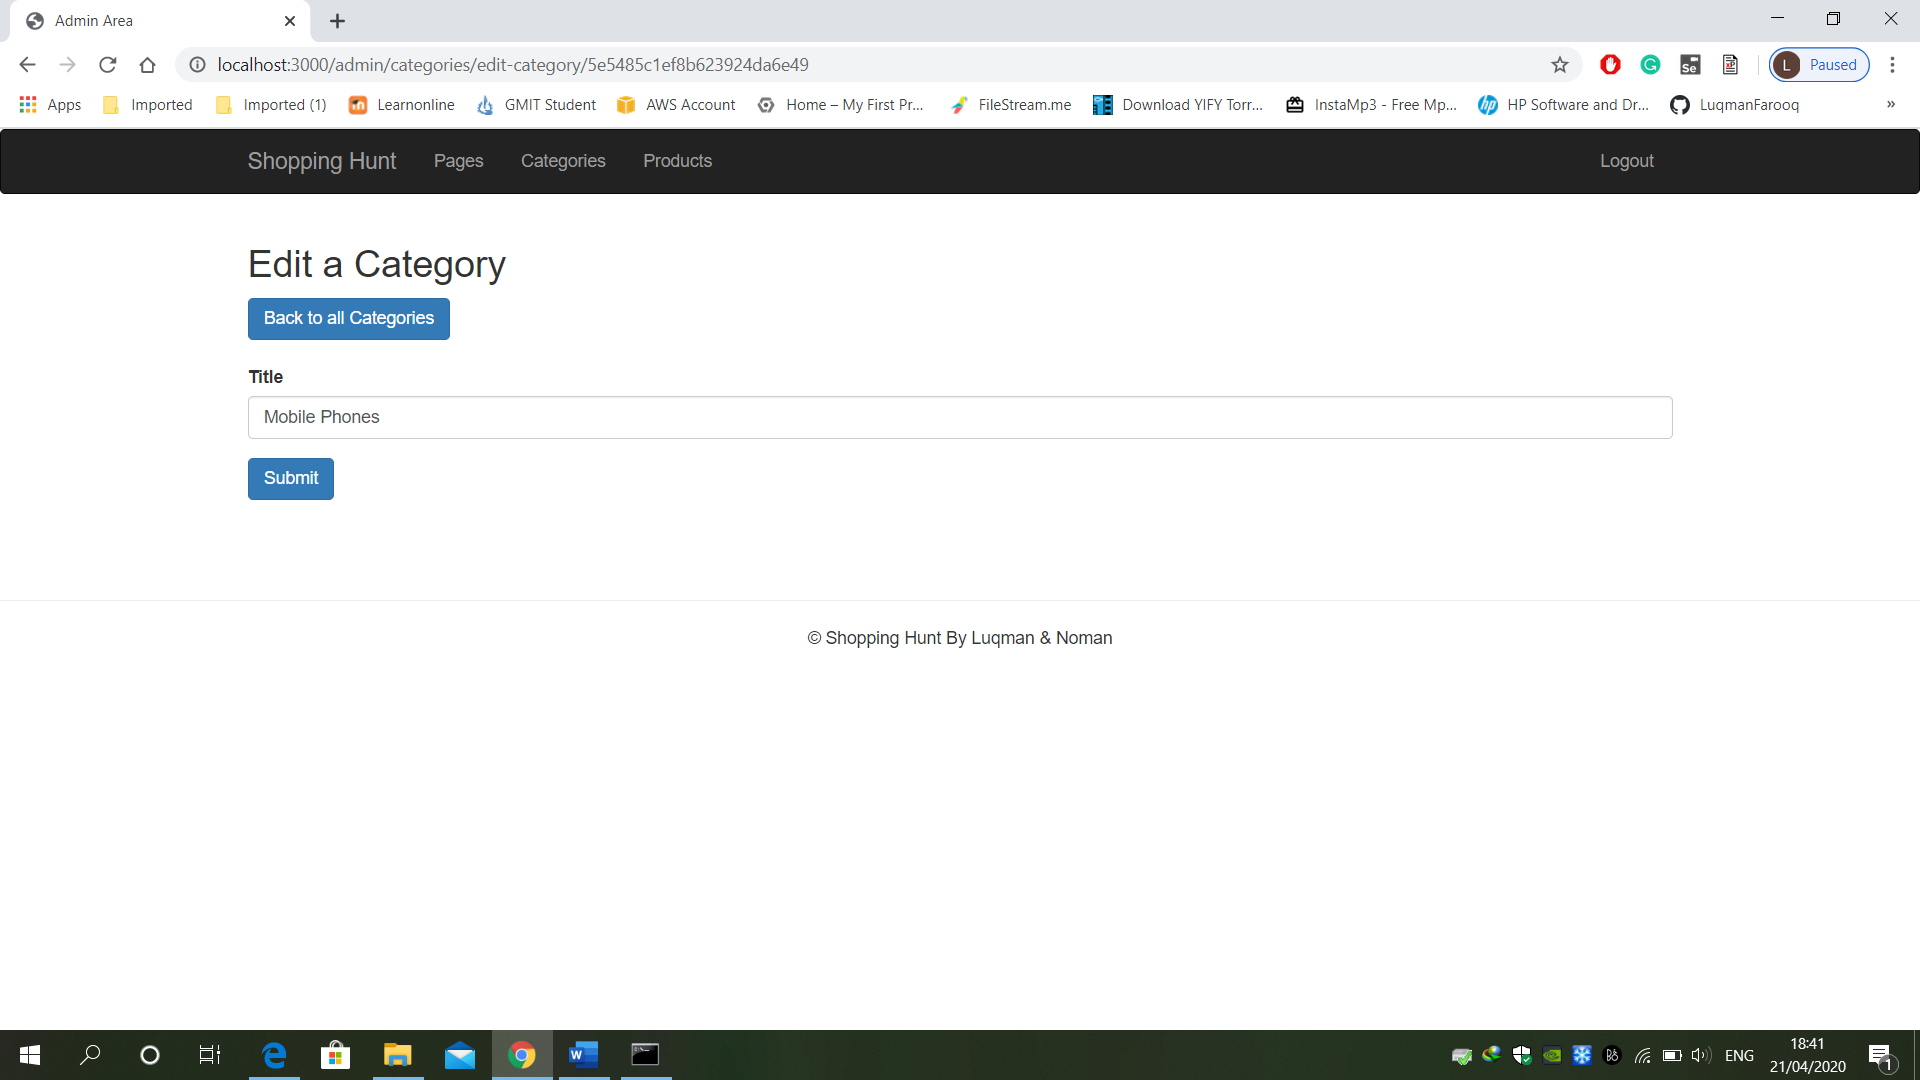 Admin Area
localhost:3000/admin/categories/edit-category/5e5485c1ef8b623924da6e49
L Paused
Apps Imported Imported (1) Learnonline GMIT Student AWS Account Home – My First Pr... FileStream.me Download YIFY Torr... InstaMp3 - Free Mp... HP Software and Dr... LuqmanFarooq »
Shopping Hunt Pages Categories Products Logout
Edit a Category
Back to all Categories
Title
Mobile Phones
Submit
© Shopping Hunt By Luqman & Noman
ENG
18:41
21/04/2020
1